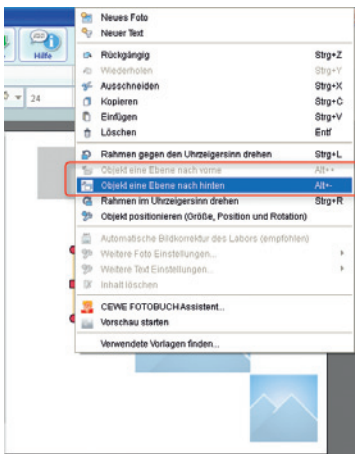 Neues Foto
Neuer Text
Hilfe
Rückgängig Strg+Z
Wiederholen Strg+Y
24
Ausschneiden Strg+X
Kopieren Strg+C
Einfügen Strg+V
Löschen Entf
Rahmen gegen den Uhrzeigersinn drehen Strg+L
Objekt eine Ebene nach vorne Alt++
Objekt eine Ebene nach hinten Alt+-
Rahmen im Uhrzeigersinn drehen Strg+R
Objekt positionieren (Größe, Position und Rotation)
Automatische Bildkorrektur des Labors (empfohlen)
Weitere Foto Einstellungen...
Weitere Text Einstellungen...
Inhalt löschen
CEWE FOTOBUCH Assistent...
Vorschau starten
Verwendete Vorlagen finden...